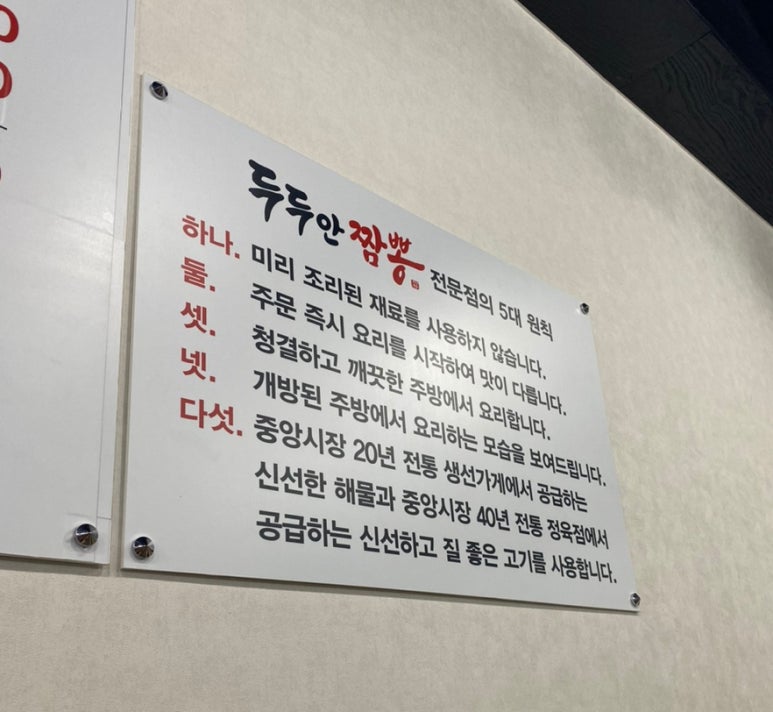 두두안 짬뽕 전문점의 5대 원칙
하나. 미리 조리된 재료를 사용하지 않습니다.
둘. 주문 즉시 요리를 시작하여 맛이 다릅니다.
셋. 청결하고 깨끗한 주방에서 요리합니다.
넷. 개방된 주방에서 요리하는 모습을 보여드립니다.
다섯. 중앙시장 20년 전통 생선가게에서 공급하는
신선한 해물과 중앙시장 40년 전통 정육점에서
공급하는 신선하고 질 좋은 고기를 사용합니다.